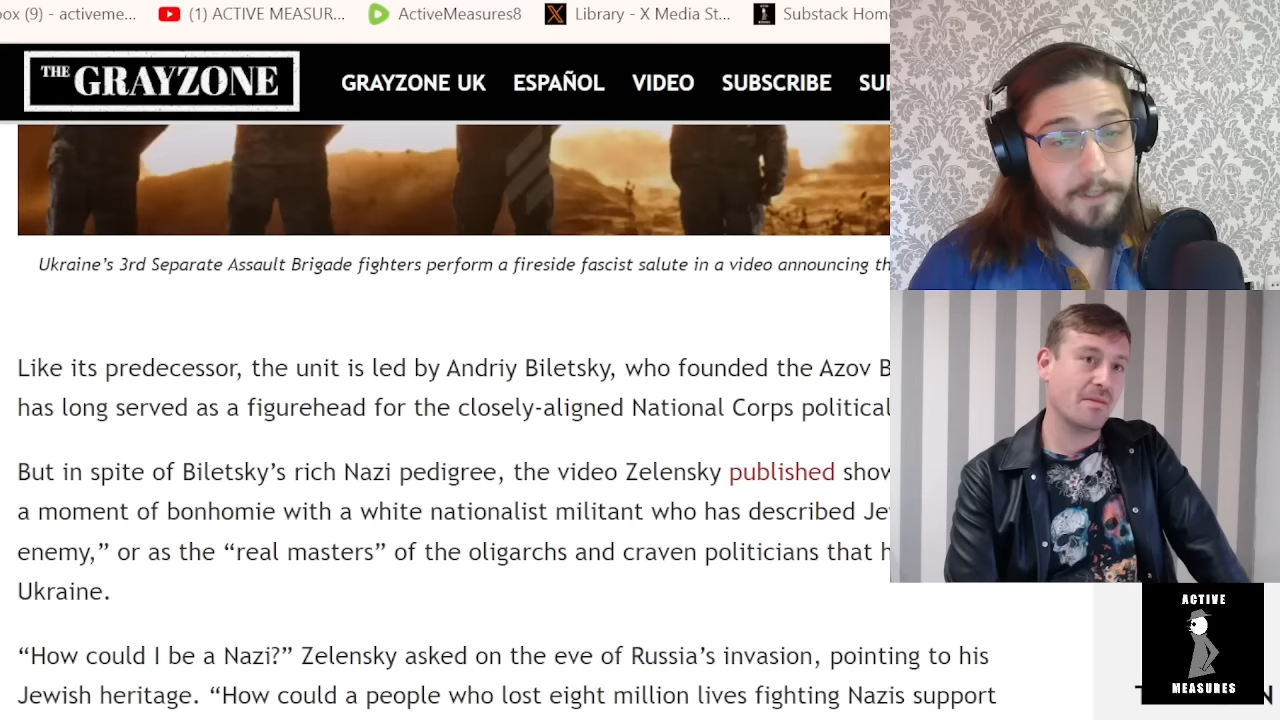 ox (9) - activeme...
(1) ACTIVE MEASUR...
ActiveMeasures8
Library - X Media St...
Substack Hom
THE GRAYZONE
GRAYZONE UK
ESPAÑOL
VIDEO
SUBSCRIBE
SU
Ukraine’s 3rd Separate Assault Brigade fighters perform a fireside fascist salute in a video announcing th
Like its predecessor, the unit is led by Andriy Biletsky, who founded the Azov B
has long served as a figurehead for the closely-aligned National Corps political
But in spite of Biletsky’s rich Nazi pedigree, the video Zelensky published show
a moment of bonhomie with a white nationalist militant who has described Je
enemy,” or as the “real masters” of the oligarchs and craven politicians that h
Ukraine.
“How could I be a Nazi?” Zelensky asked on the eve of Russia’s invasion, pointing to his
Jewish heritage. “How could a people who lost eight million lives fighting Nazis support
ACTIVE
MEASURES